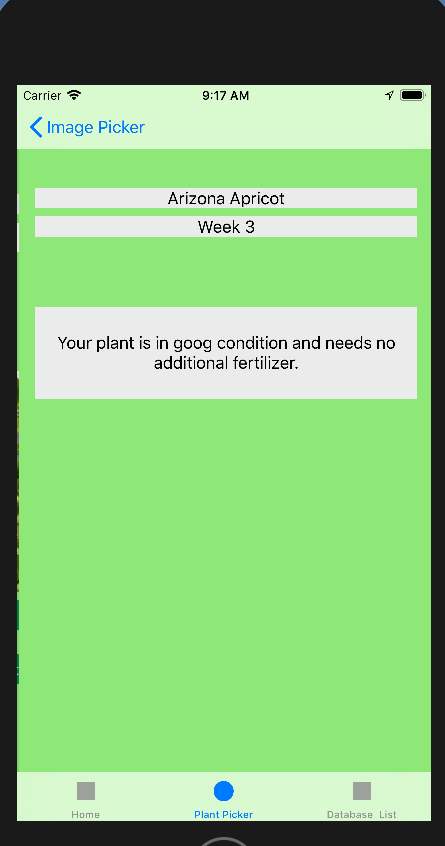 Carrier 9:17 AM
Image Picker
Arizona Apricot
Week 3
Your plant is in goog condition and needs no
additional fertilizer.
Home Plant Picker Database List